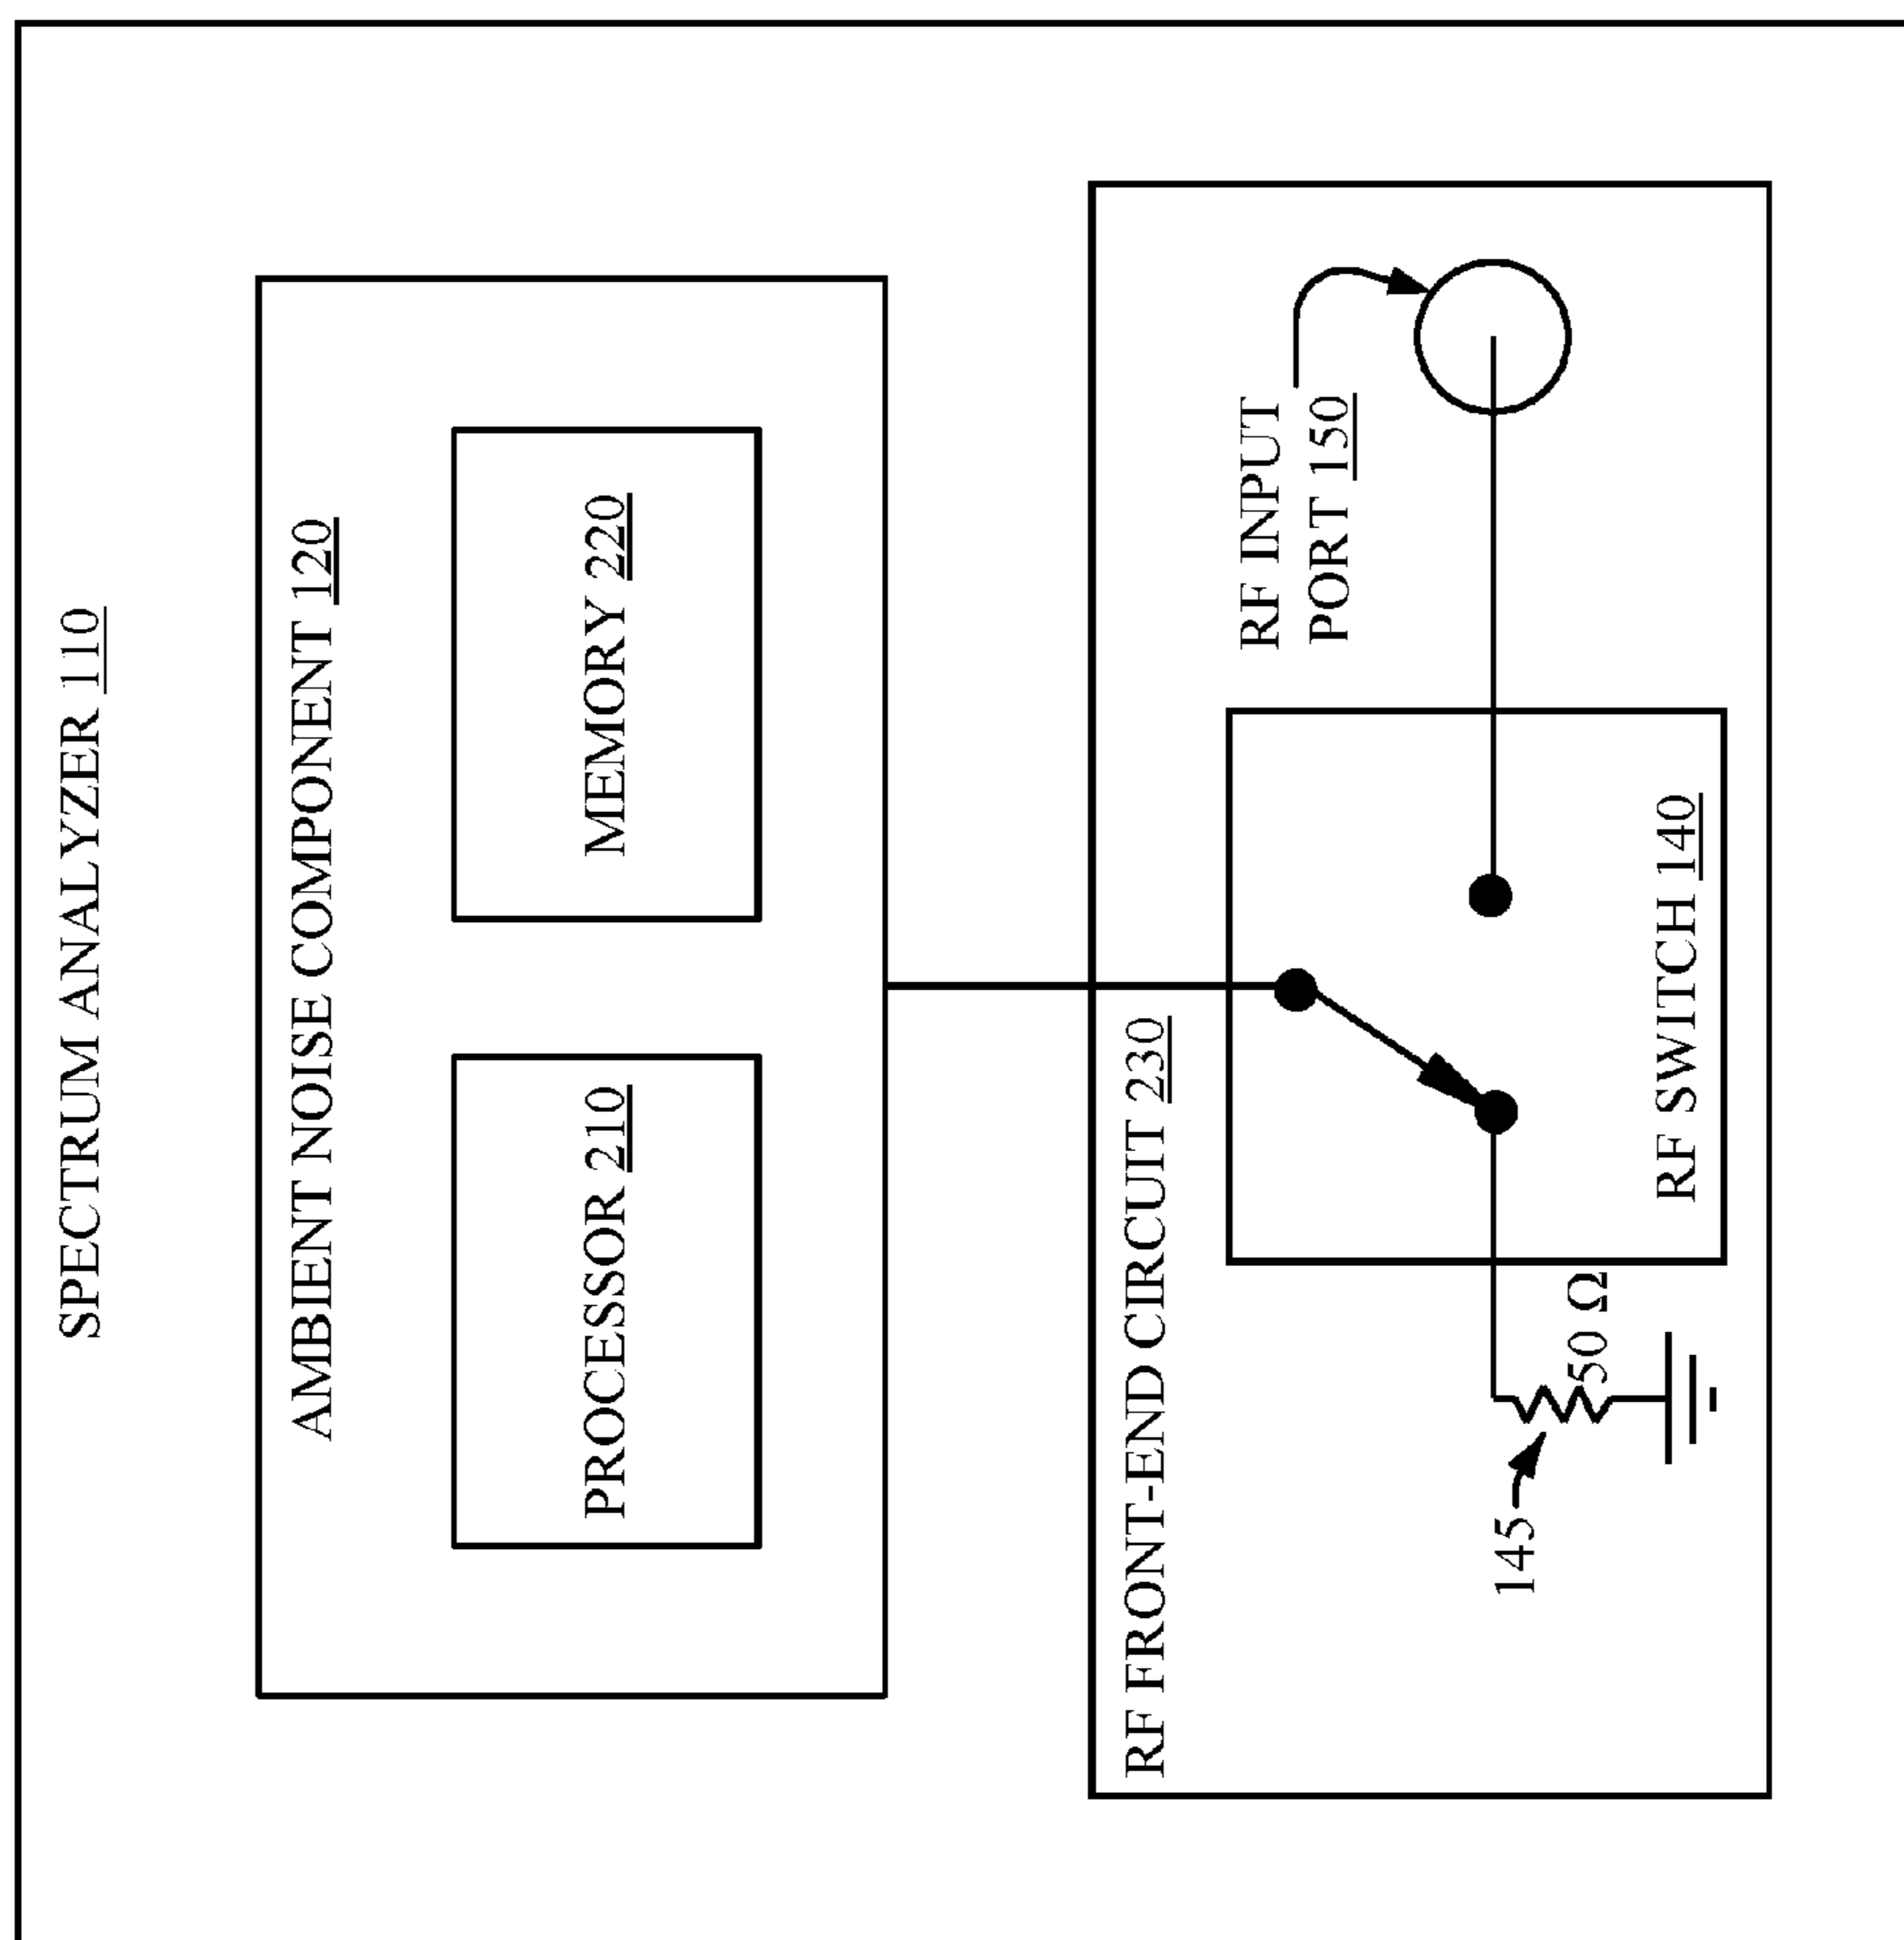 SPECTRUM ANALYZER 110
AMBIENT NOISE COMPONENT 120
PROCESSOR 210
MEMORY 220
RF FRONT-END CIRCUIT 230
RF INPUT
PORT 150
145
50 Ω
RF SWITCH 140